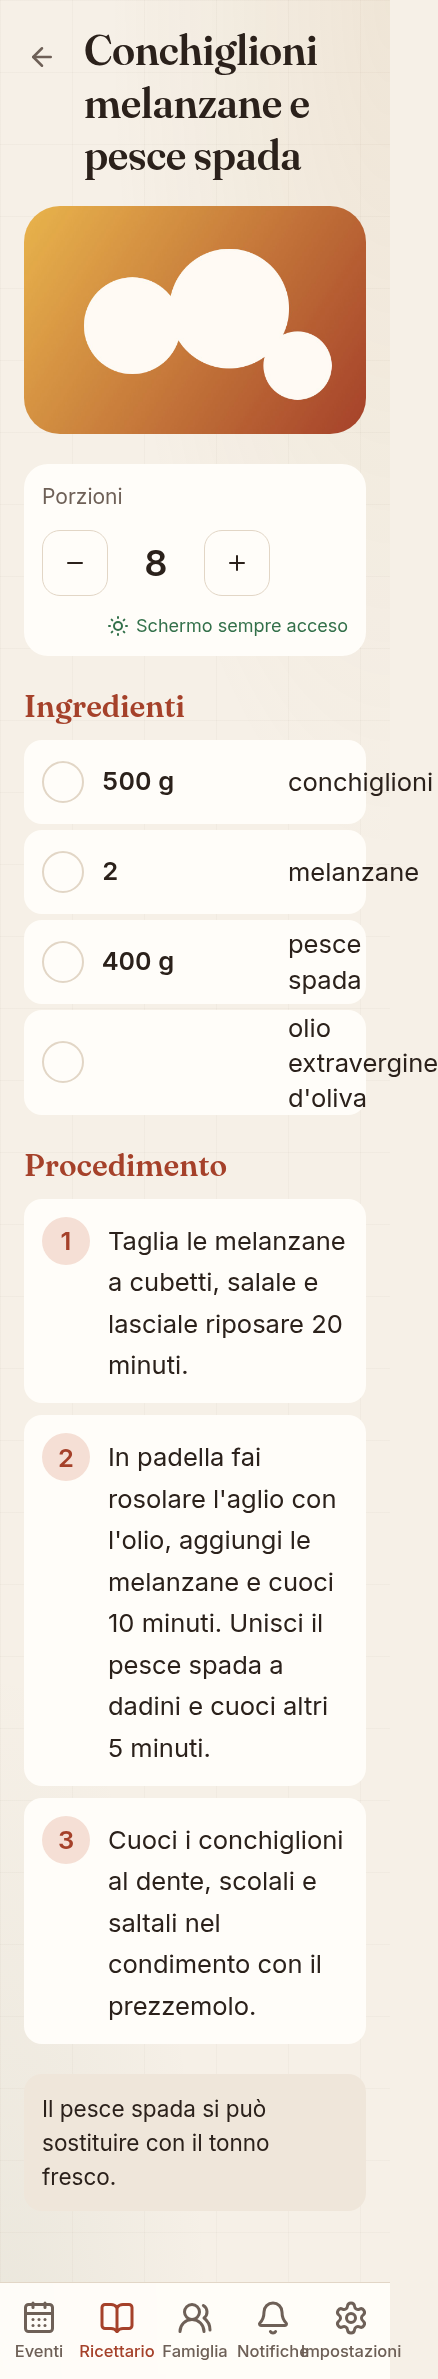 Conchiglioni
melanzane e
pesce spada
Porzioni
− 8 +
Schermo sempre acceso
Ingredienti
500 g conchiglioni
2 melanzane
400 g pesce
spada
olio
extravergine
d'oliva
Procedimento
1 Taglia le melanzane
a cubetti, salale e
lasciale riposare 20
minuti.
2 In padella fai
rosolare l'aglio con
l'olio, aggiungi le
melanzane e cuoci
10 minuti. Unisci il
pesce spada a
dadini e cuoci altri
5 minuti.
3 Cuoci i conchiglioni
al dente, scolali e
saltali nel
condimento con il
prezzemolo.
Il pesce spada si può
sostituire con il tonno
fresco.
Eventi Ricettario Famiglia Notifiche Impostazioni